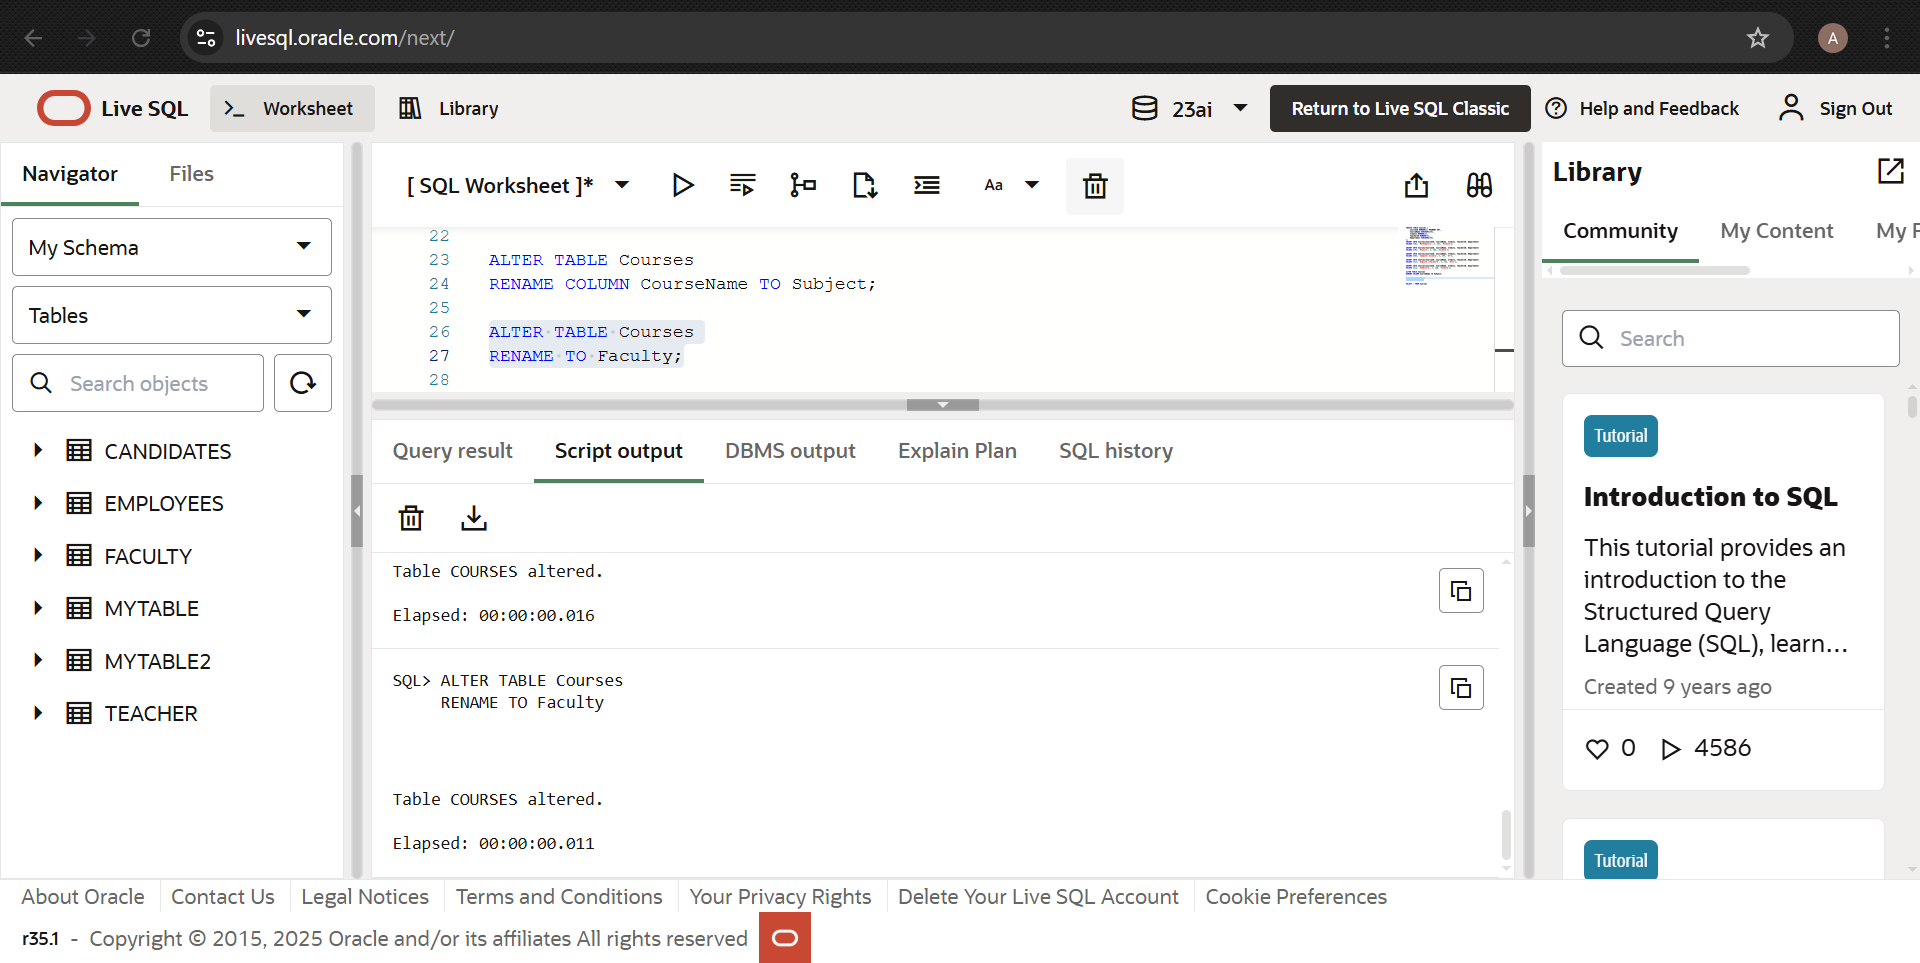 livesql.oracle.com/next/
A
Live SQL
Worksheet
Library
23ai
Return to Live SQL Classic
Help and Feedback
Sign Out
Navigator
Files
My Schema
Tables
Search objects
CANDIDATES
EMPLOYEES
FACULTY
MYTABLE
MYTABLE2
TEACHER
[ SQL Worksheet ]*
Aa
22
23 ALTER TABLE Courses
24 RENAME COLUMN CourseName TO Subject;
25
26 ALTER TABLE Courses
27 RENAME TO Faculty;
28
Query result
Script output
DBMS output
Explain Plan
SQL history
Table COURSES altered.
Elapsed: 00:00:00.016
SQL> ALTER TABLE Courses
RENAME TO Faculty
Table COURSES altered.
Elapsed: 00:00:00.011
Library
Community
My Content
My F
Search
Tutorial
Introduction to SQL
This tutorial provides an
introduction to the
Structured Query
Language (SQL), learn...
Created 9 years ago
0
4586
Tutorial
About Oracle
Contact Us
Legal Notices
Terms and Conditions
Your Privacy Rights
Delete Your Live SQL Account
Cookie Preferences
r35.1 - Copyright © 2015, 2025 Oracle and/or its affiliates All rights reserved